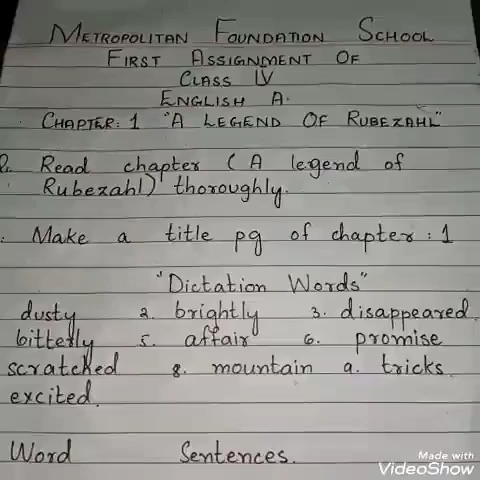 METROPOLITAN FOUNDATION SCHOOL
FIRST ASSIGNMENT OF
CLASS IV
ENGLISH A.
CHAPTER: 1 "A LEGEND OF RUBEZAHL"
Read chapter (A legend of
Rubezahl) thoroughly.
Make a title pg of chapter : 1
"Dictation Words"
dusty 2. brightly 3. disappeared.
bitterly 5. affair 6. promise
scratched 8. mountain 9. tricks.
excited.
Word Sentences.
Made with
VideoShow